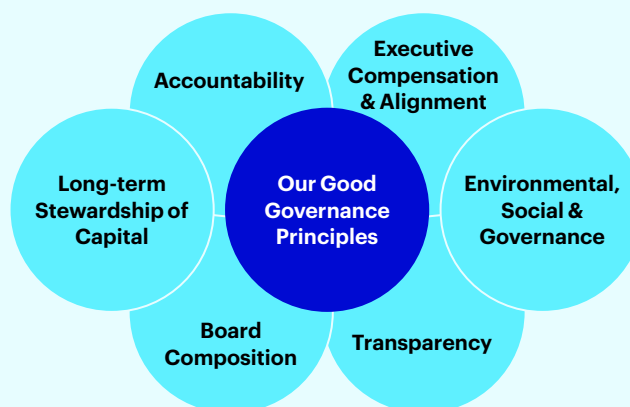 Accountability
Executive
Compensation
& Alignment
Long-term
Stewardship of
Capital
Our Good
Governance
Principles
Environmental,
Social &
Governance
Board
Composition
Transparency